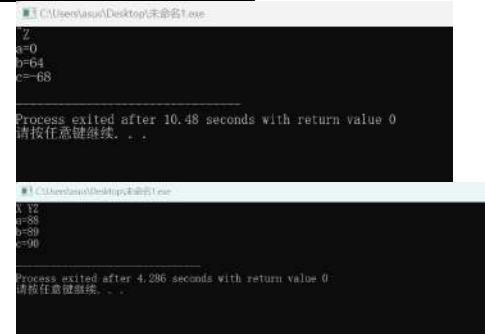 C:\Users\asus\Desktop\未命名1.exe
^Z
a=0
b=64
c=-68
Process exited after 10.48 seconds with return value 0
请按任意键继续. . .
C:\Users\asus\Desktop\未命名1.exe
X YZ
a=88
b=89
c=90
Process exited after 4.286 seconds with return value 0
请按任意键继续. . .